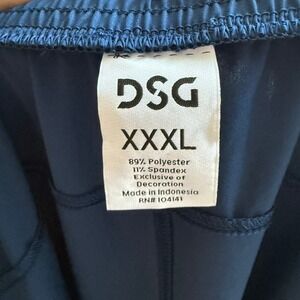 DSG
XXXL
89% Polyester
11% Spandex
Exclusive of
Decoration
Made in Indonesia
RN# 104141